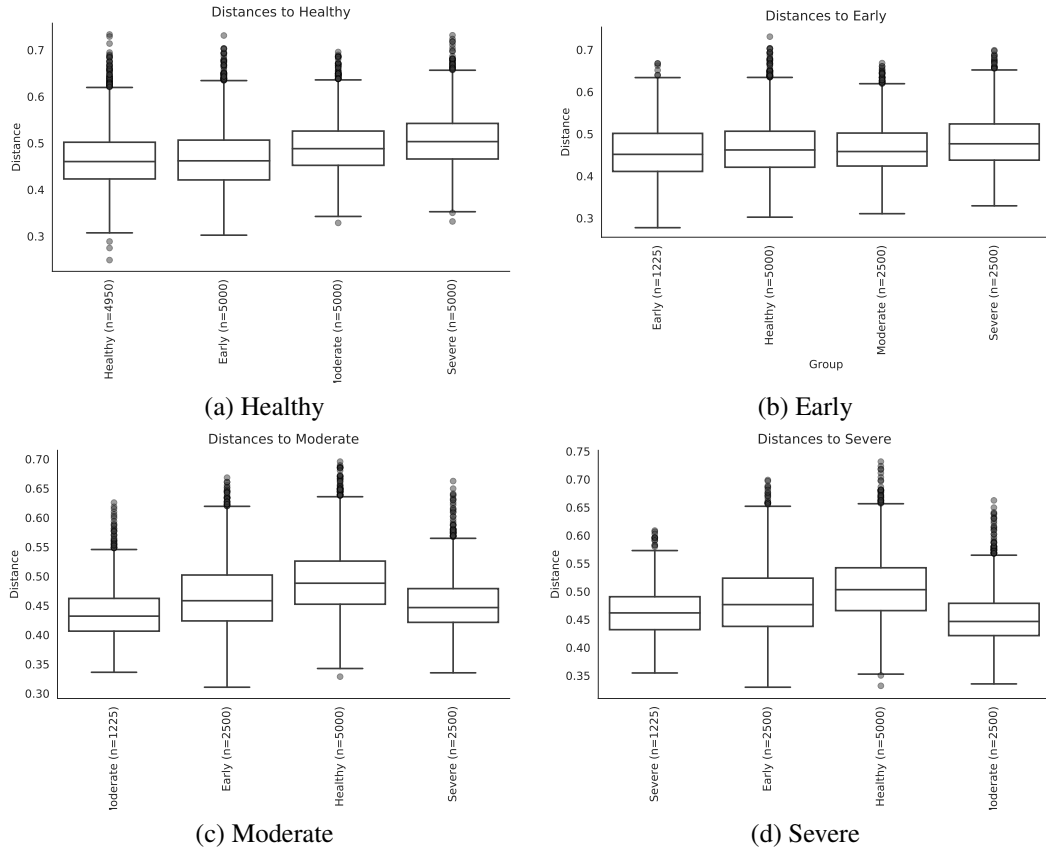 Distances to Healthy
Distance
0.7
0.6
0.5
0.4
0.3
Healthy (n=4950)
Early (n=5000)
loderate (n=5000)
Severe (n=5000)
(a) Healthy
Distances to Early
Distance
0.7
0.6
0.5
0.4
0.3
Early (n=1225)
Healthy (n=5000)
Moderate (n=2500)
Severe (n=2500)
Group
(b) Early
Distances to Moderate
Distance
0.70
0.65
0.60
0.55
0.50
0.45
0.40
0.35
0.30
loderate (n=1225)
Early (n=2500)
Healthy (n=5000)
Severe (n=2500)
(c) Moderate
Distances to Severe
Distance
0.75
0.70
0.65
0.60
0.55
0.50
0.45
0.40
0.35
Severe (n=1225)
Early (n=2500)
Healthy (n=5000)
loderate (n=2500)
(d) Severe